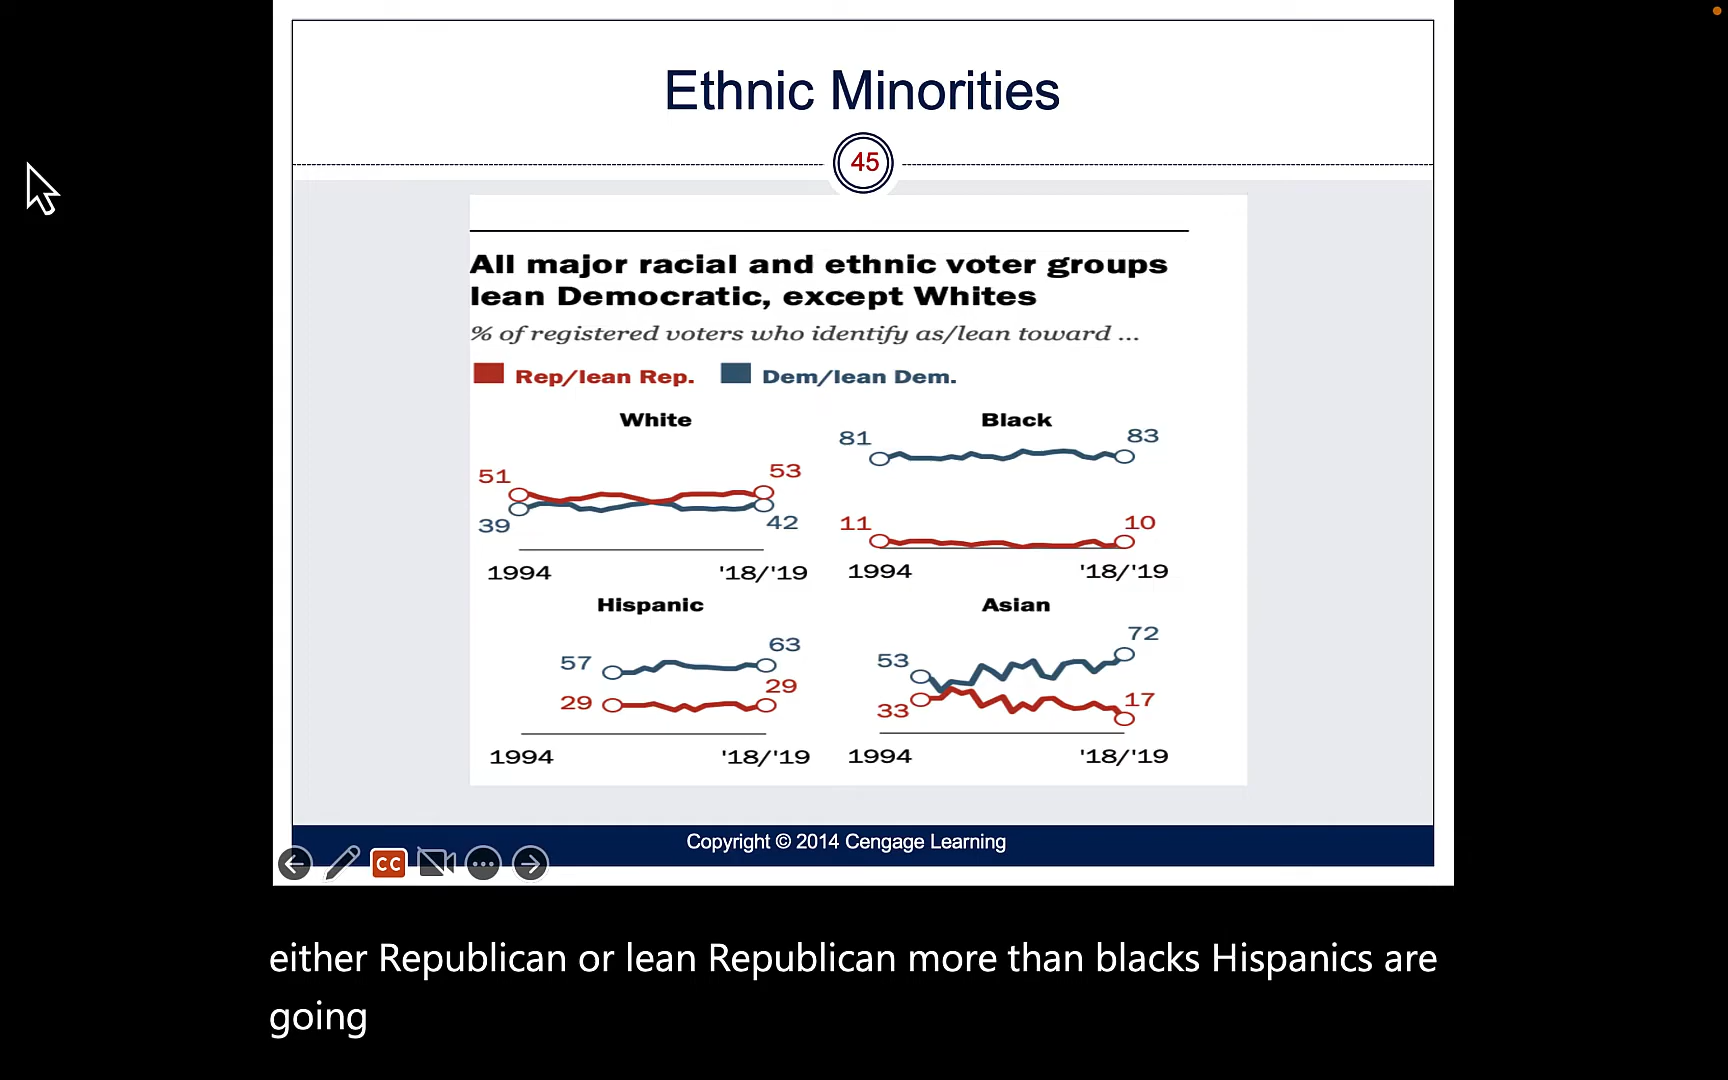 Ethnic Minorities
45
All major racial and ethnic voter groups
lean Democratic, except Whites
% of registered voters who identify as/lean toward ...
Rep/lean Rep. Dem/lean Dem.
White
51
53
39
42
1994 '18/'19
Black
81
83
11
10
1994 '18/'19
Hispanic
57
63
29
29
1994 '18/'19
Asian
53
72
33
17
1994 '18/'19
Copyright © 2014 Cengage Learning
CC
either Republican or lean Republican more than blacks Hispanics are
going